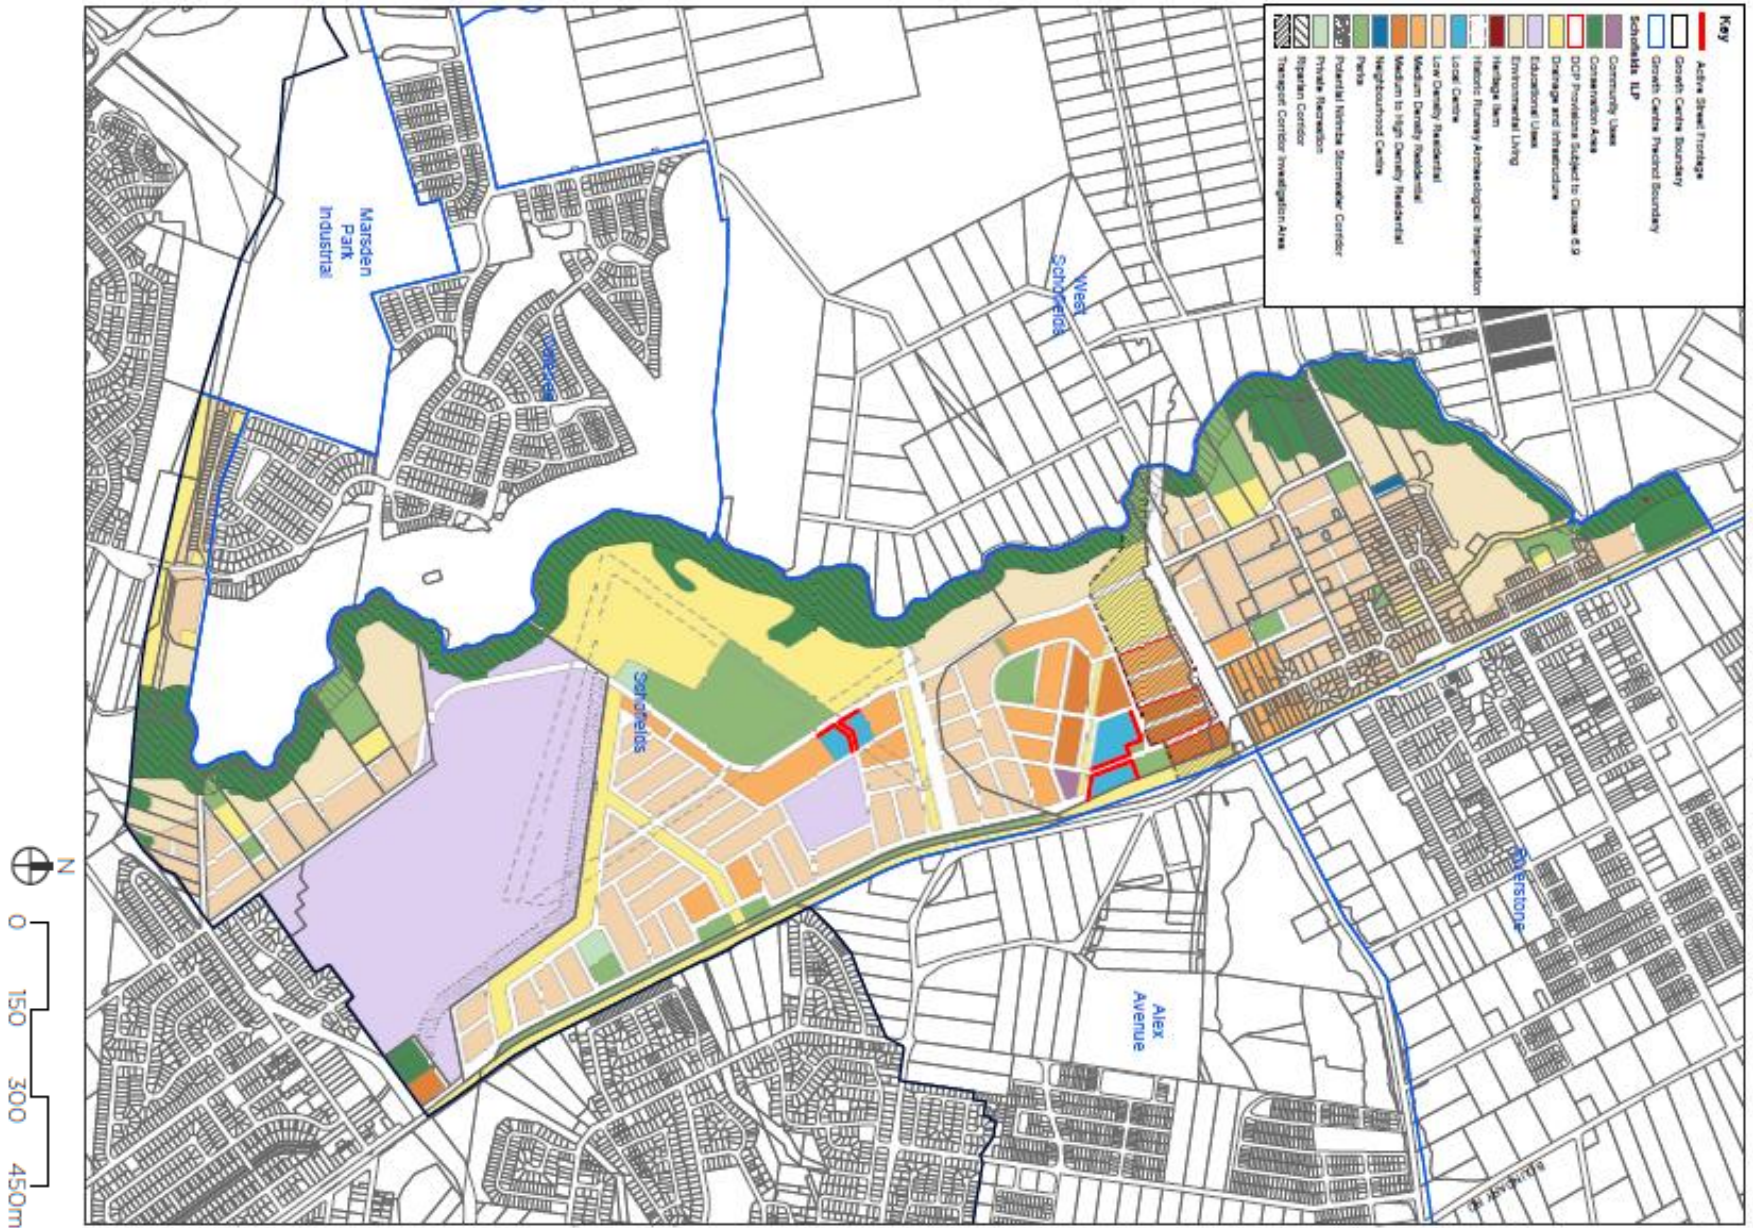 Key
Active Street Frontage
Growth Centre Boundary
Growth Centre Precinct Boundary
Schofields ILP
Community Uses
Conservation Area
DCP Provisions Subject to Clause 6.9
Drainage and Infrastructure
Educational Uses
Environmental Living
Heritage Item
Historic Runway Archaeological Interpretation
Local Centre
Low Density Residential
Medium Density Residential
Medium to High Density Residential
Neighbourhood Centre
Parks
Potential Nirimba Stormwater Corridor
Private Recreation
Riparian Corridor
Transport Corridor Investigation Area
West
Schofields
Marsden
Park
Industrial
Schofields
Riverstone
Alex
Avenue
N
0 150 300 450m